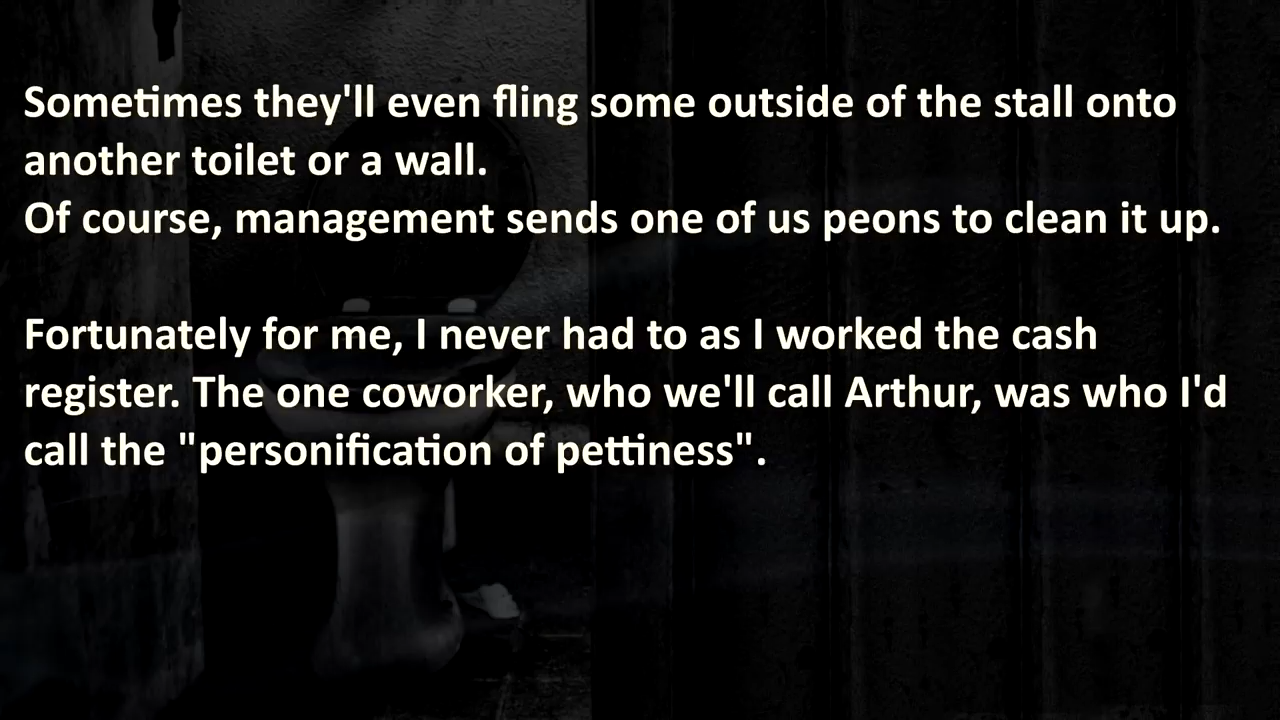 Sometimes they'll even fling some outside of the stall onto
another toilet or a wall.
Of course, management sends one of us peons to clean it up.
Fortunately for me, I never had to as I worked the cash
register. The one coworker, who we'll call Arthur, was who I'd
call the "personification of pettiness".